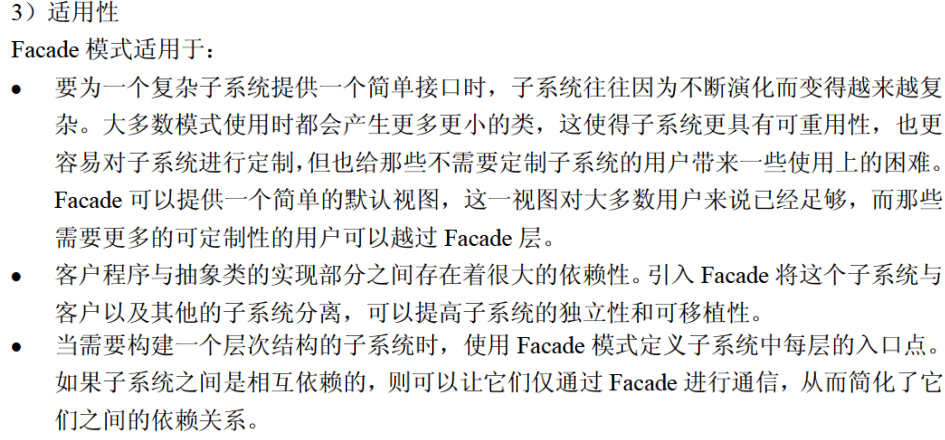 3）适用性
Facade 模式适用于：
● 要为一个复杂子系统提供一个简单接口时，子系统往往因为不断演化而变得越来越复
杂。大多数模式使用时都会产生更多更小的类，这使得子系统更具有可重用性，也更
容易对子系统进行定制，但也给那些不需要定制子系统的用户带来一些使用上的困难。
Facade 可以提供一个简单的默认视图，这一视图对大多数用户来说已经足够，而那些
需要更多的可定制性的用户可以越过 Facade 层。
● 客户程序与抽象类的实现部分之间存在着很大的依赖性。引入 Facade 将这个子系统与
客户以及其他的子系统分离，可以提高子系统的独立性和可移植性。
● 当需要构建一个层次结构的子系统时，使用 Facade 模式定义子系统中每层的入口点。
如果子系统之间是相互依赖的，则可以让它们仅通过 Facade 进行通信，从而简化了它
们之间的依赖关系。